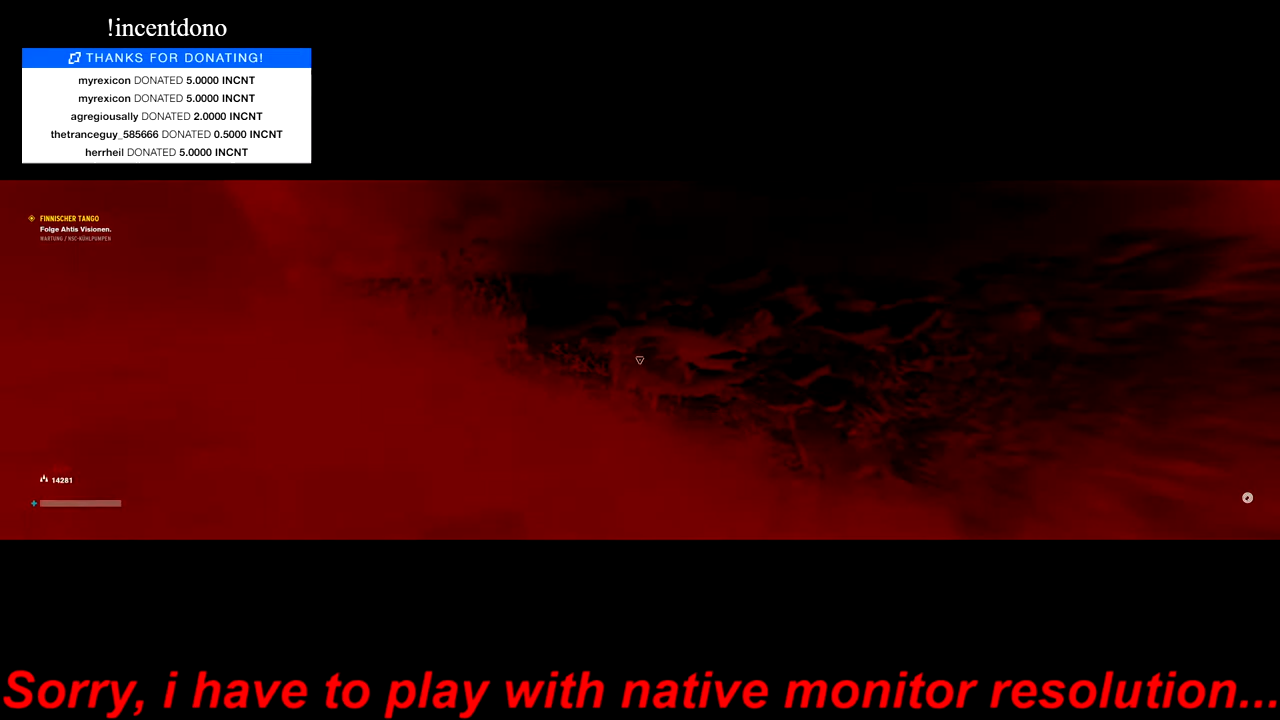 !incentdono
THANKS FOR DONATING!
myrexicon DONATED 5.0000 INCNT
myrexicon DONATED 5.0000 INCNT
agregiousally DONATED 2.0000 INCNT
thetranceguy_585666 DONATED 0.5000 INCNT
herrheil DONATED 5.0000 INCNT
FINNISCHER TANGO
Folge Ahtis Visionen.
WARTUNG / NSC-KÜHLPUMPEN
14281
Sorry, i have to play with native monitor resolution...